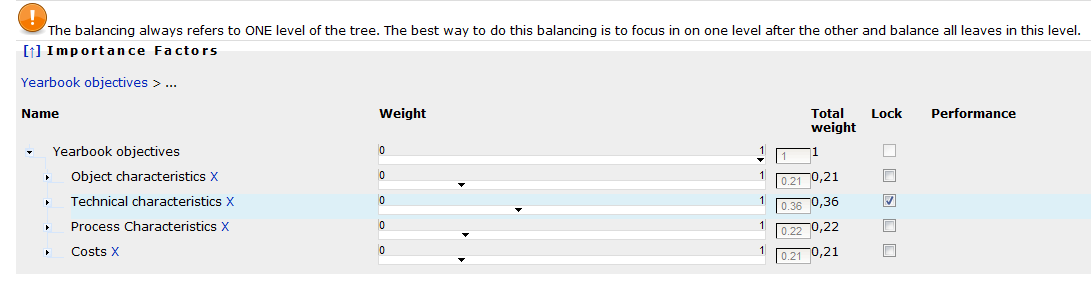 The balancing always refers to ONE level of the tree. The best way to do this balancing is to focus in on one level after the other and balance all leaves in this level.
[↑] Importance Factors
Yearbook objectives > ...
Name Weight Total weight Lock Performance
Yearbook objectives 0 1 1 1
Object characteristics X 0 1 0.21 0,21
Technical characteristics X 0 1 0.36 0,36
Process Characteristics X 0 1 0.22 0,22
Costs X 0 1 0.21 0,21